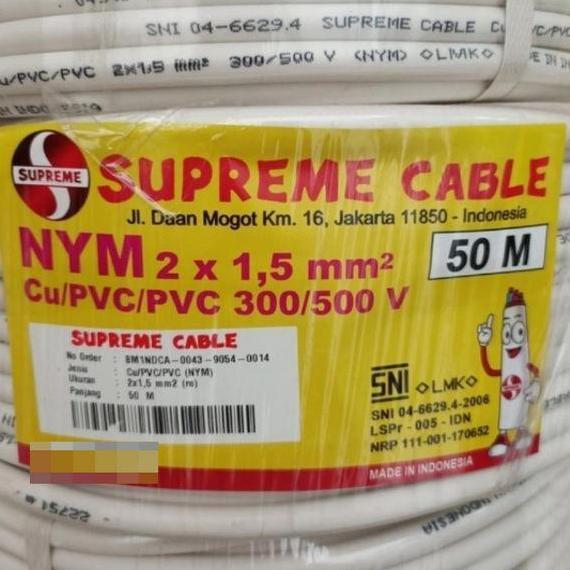 SNI 04-6629.4 SUPREME CABLE
Cu/PVC/PVC 2x1,5 mm² 300/500 V (NYM) ◇LMK◇
SUPREME
SUPREME CABLE
Jl. Daan Mogot Km. 16, Jakarta 11850 - Indonesia
NYM 2 x 1,5 mm²
50 M
Cu/PVC/PVC 300/500 V
SUPREME CABLE
No Order : BM1NDCA-0043-9054-0014
Jenis : Cu/PVC/PVC (NYM)
Ukuran : 2x1,5 mm2 (re)
Panjang : 50 M
SNI ◇LMK◇
SNI 04-6629.4-2006
LSPr - 005 - IDN
NRP 111-001-170652
MADE IN INDONESIA
22751